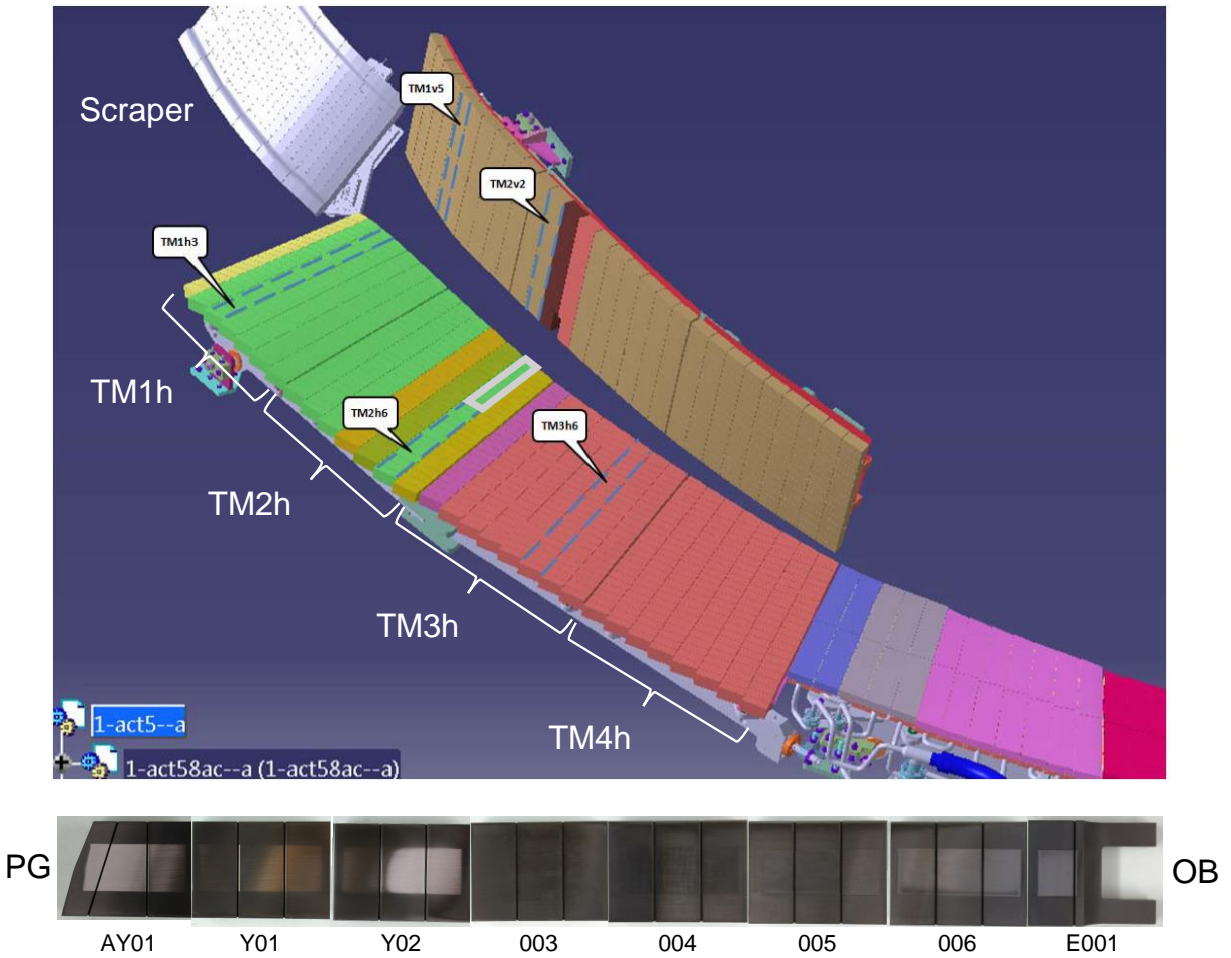 Scraper
TM1v5
TM2v2
TM1h3
TM1h
TM2h6
TM3h6
TM2h
TM3h
TM4h
1-act5--a
1-act58ac--a (1-act58ac--a)
PG
OB
AY01 Y01 Y02 003 004 005 006 E001